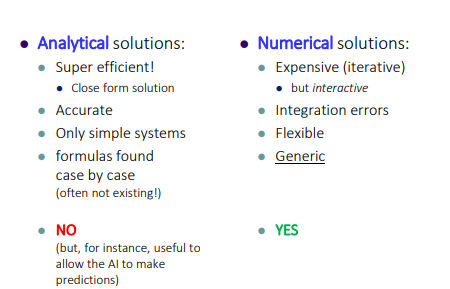 Analytical solutions:
Super efficient!
Close form solution
Accurate
Only simple systems
formulas found
case by case
(often not existing!)
NO
(but, for instance, useful to
allow the AI to make
predictions)
Numerical solutions:
Expensive (iterative)
but interactive
Integration errors
Flexible
Generic
YES